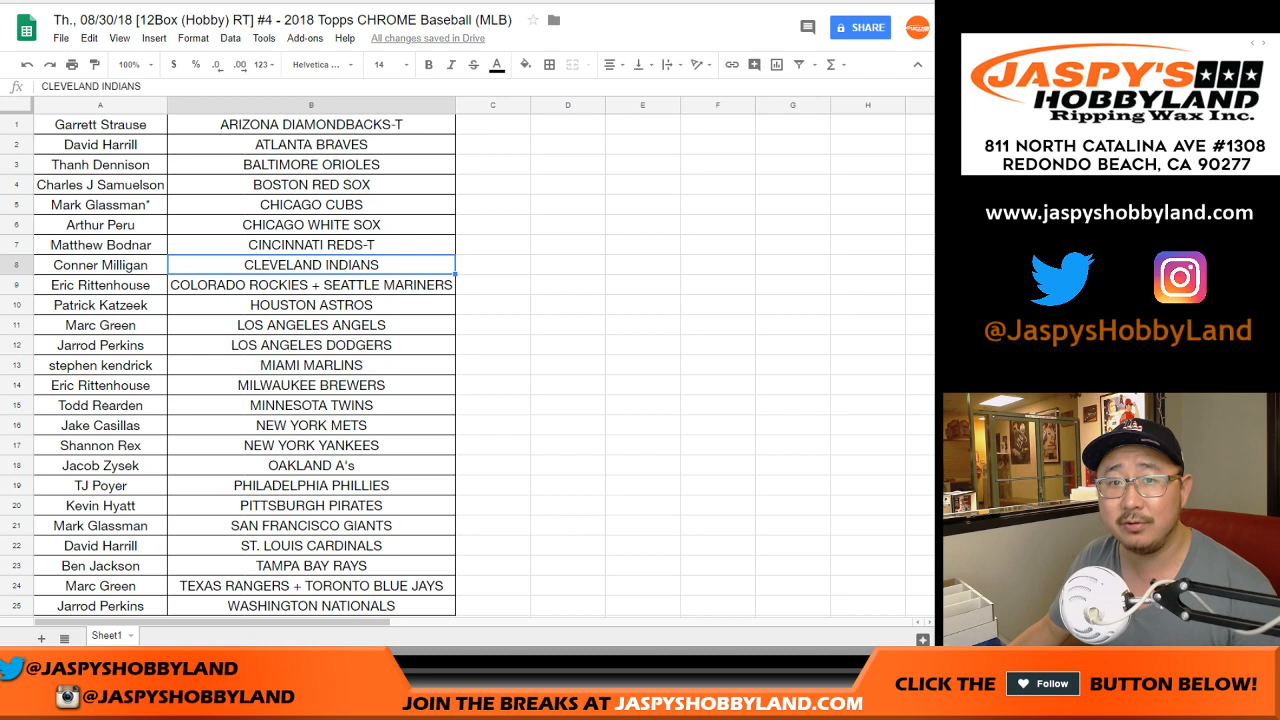 Th., 08/30/18 [12Box (Hobby) RT] #4 - 2018 Topps CHROME Baseball (MLB)
File Edit View Insert Format Data Tools Add-ons Help All changes saved in Drive
SHARE
100% $ % .0 .00 123 Helvetica ... 14 B I S A
fx CLEVELAND INDIANS
A B C D E F G H
1 Garrett Strause ARIZONA DIAMONDBACKS-T
2 David Harrill ATLANTA BRAVES
3 Thanh Dennison BALTIMORE ORIOLES
4 Charles J Samuelson BOSTON RED SOX
5 Mark Glassman* CHICAGO CUBS
6 Arthur Peru CHICAGO WHITE SOX
7 Matthew Bodnar CINCINNATI REDS-T
8 Conner Milligan CLEVELAND INDIANS
9 Eric Rittenhouse COLORADO ROCKIES + SEATTLE MARINERS
10 Patrick Katzeek HOUSTON ASTROS
11 Marc Green LOS ANGELES ANGELS
12 Jarrod Perkins LOS ANGELES DODGERS
13 stephen kendrick MIAMI MARLINS
14 Eric Rittenhouse MILWAUKEE BREWERS
15 Todd Rearden MINNESOTA TWINS
16 Jake Casillas NEW YORK METS
17 Shannon Rex NEW YORK YANKEES
18 Jacob Zysek OAKLAND A's
19 TJ Poyer PHILADELPHIA PHILLIES
20 Kevin Hyatt PITTSBURGH PIRATES
21 Mark Glassman SAN FRANCISCO GIANTS
22 David Harrill ST. LOUIS CARDINALS
23 Ben Jackson TAMPA BAY RAYS
24 Marc Green TEXAS RANGERS + TORONTO BLUE JAYS
25 Jarrod Perkins WASHINGTON NATIONALS
Sheet1
JASPY'S
HOBBYLAND
Ripping Wax Inc.
811 NORTH CATALINA AVE #1308
REDONDO BEACH, CA 90277
www.jaspyshobbyland.com
@JaspysHobbyLand
@JASPYSHOBBYLAND
@JASPYSHOBBYLAND
JOIN THE BREAKS AT JASPYSHOBBYLAND.COM
CLICK THE Follow BUTTON BELOW!